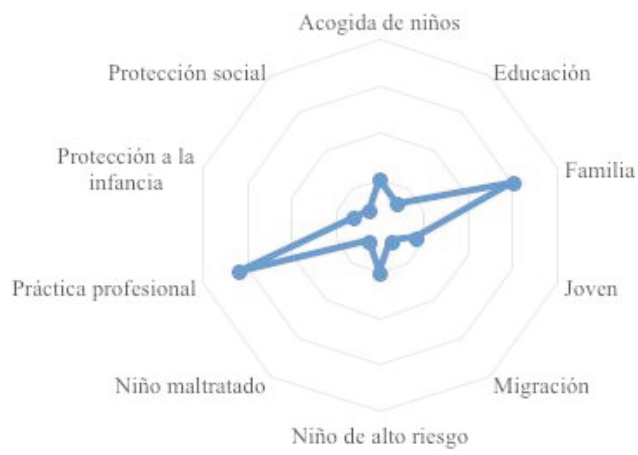 Acogida de niños
Protección social
Educación
Protección a la
infancia
Familia
Práctica profesional
Joven
Niño maltratado
Migración
Niño de alto riesgo